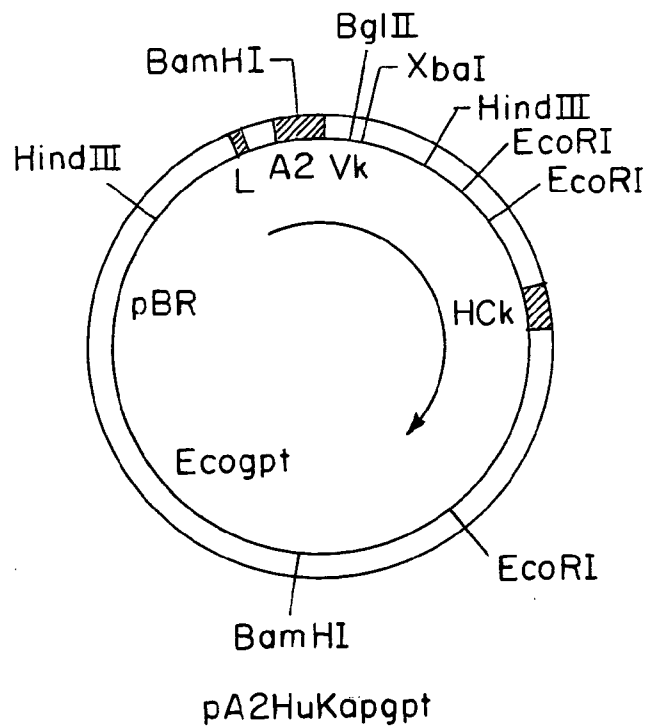 BglII
BamHI
XbaI
HindIII
EcoRI
HindIII
EcoRI
L
A2 Vk
pBR
HCk
Ecogpt
EcoRI
BamHI
pA2HuKapgpt